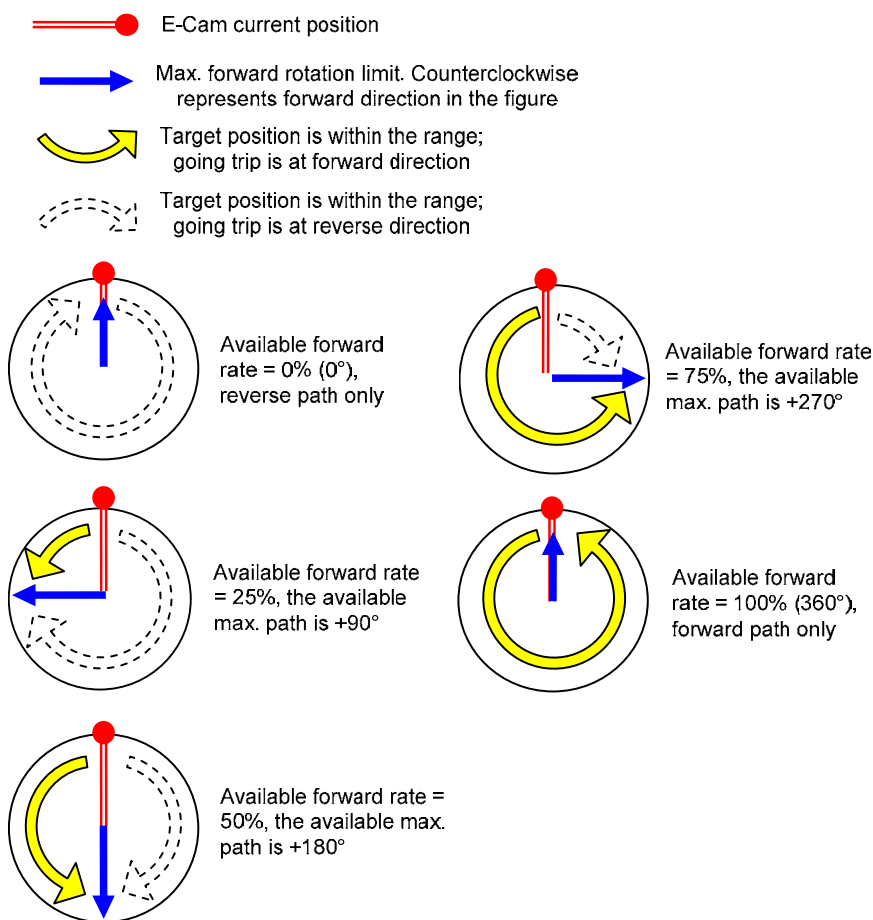 E-Cam current position
Max. forward rotation limit. Counterclockwise
represents forward direction in the figure
Target position is within the range;
going trip is at forward direction
Target position is within the range;
going trip is at reverse direction
Available forward
rate = 0% (0°),
reverse path only
Available forward rate
= 75%, the available
max. path is +270°
Available forward rate
= 25%, the available
max. path is +90°
Available forward
rate = 100% (360°),
forward path only
Available forward rate =
50%, the available max.
path is +180°